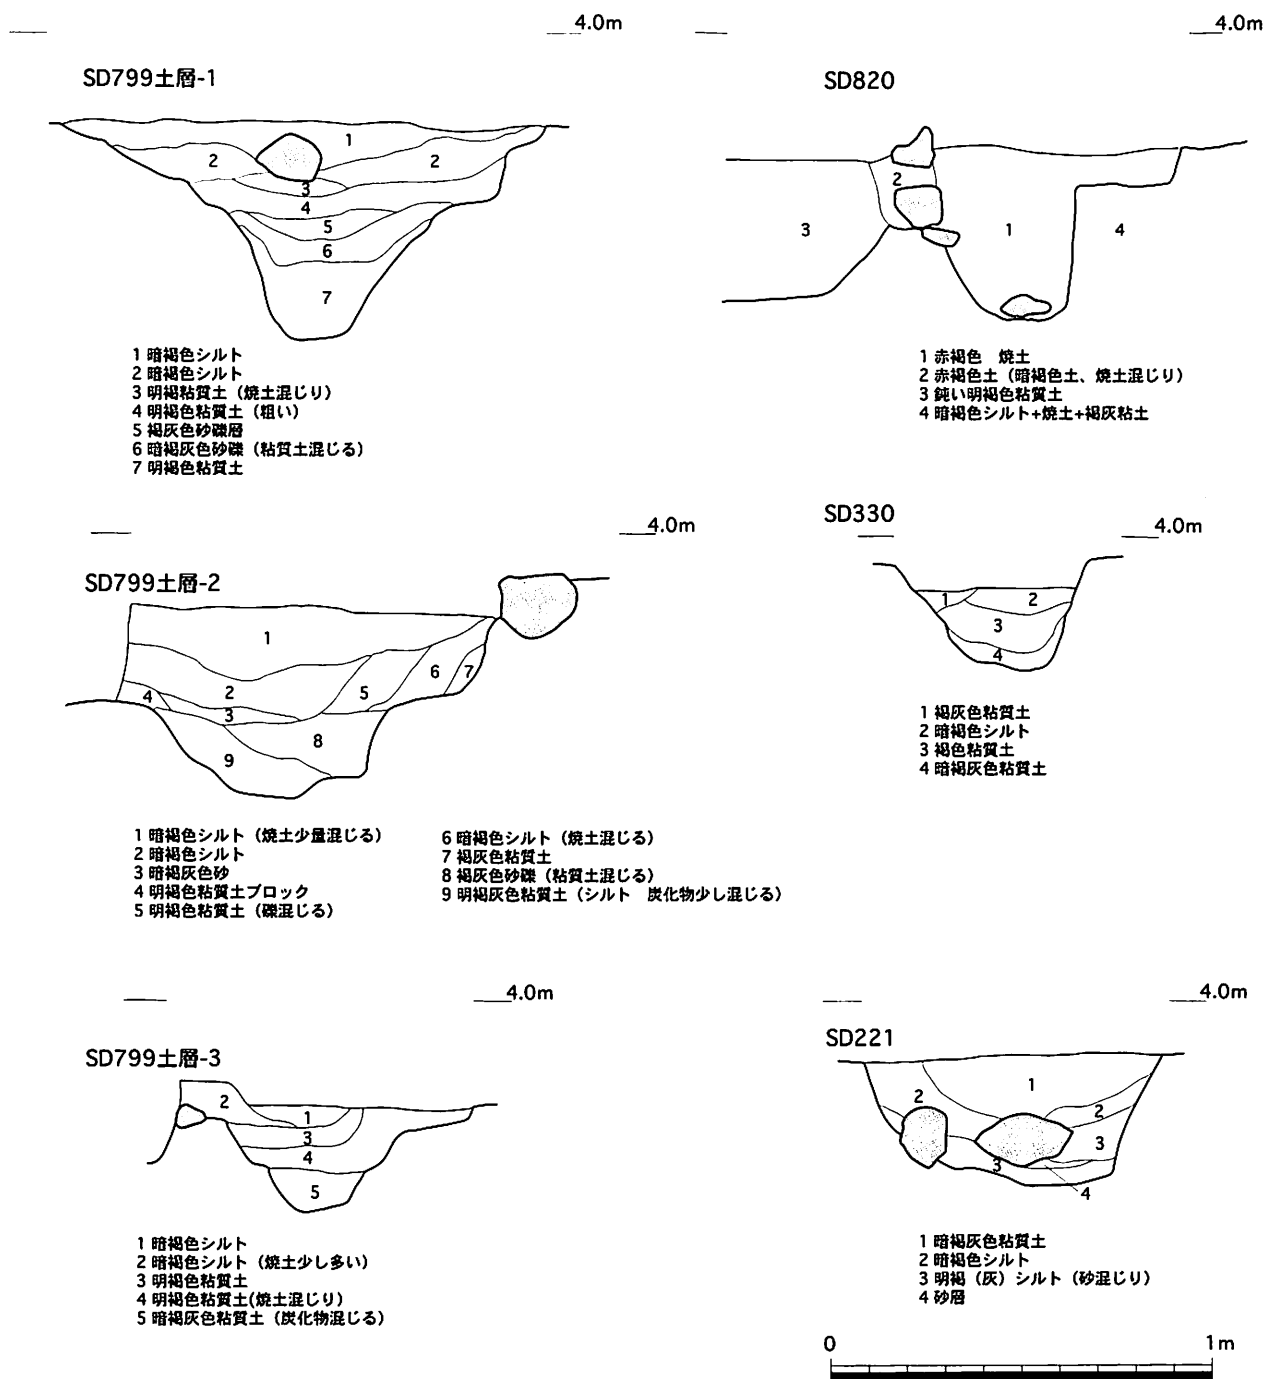 4.0m
SD799土層-1
1
2
2
3
4
5
6
7
1 暗褐色シルト
2 暗褐色シルト
3 明褐粘質土（焼土混じり）
4 明褐色粘質土（粗い）
5 褐灰色砂礫層
6 暗褐灰色砂礫（粘質土混じる）
7 明褐色粘質土
4.0m
SD820
2
3
1
4
1 赤褐色　焼土
2 赤褐色土（暗褐色土、焼土混じり）
3 鈍い明褐色粘質土
4 暗褐色シルト+焼土+褐灰粘土
4.0m
SD799土層-2
1
2
3
4
5
6
7
8
9
1 暗褐色シルト（焼土少量混じる）
2 暗褐色シルト
3 暗褐灰色砂
4 明褐色粘質土ブロック
5 明褐色粘質土（礫混じる）
6 暗褐色シルト（焼土混じる）
7 褐灰色粘質土
8 褐灰色砂礫（粘質土混じる）
9 明褐灰色粘質土（シルト　炭化物少し混じる）
SD330
4.0m
1
2
3
4
1 褐灰色粘質土
2 暗褐色シルト
3 褐色粘質土
4 暗褐灰色粘質土
4.0m
SD799土層-3
2
1
3
4
5
1 暗褐色シルト
2 暗褐色シルト（焼土少し多い）
3 明褐色粘質土
4 明褐色粘質土(焼土混じり）
5 暗褐灰色粘質土（炭化物混じる）
4.0m
SD221
1
2
2
3
3
4
1 暗褐灰色粘質土
2 暗褐色シルト
3 明褐（灰）シルト（砂混じり）
4 砂層
0
1m